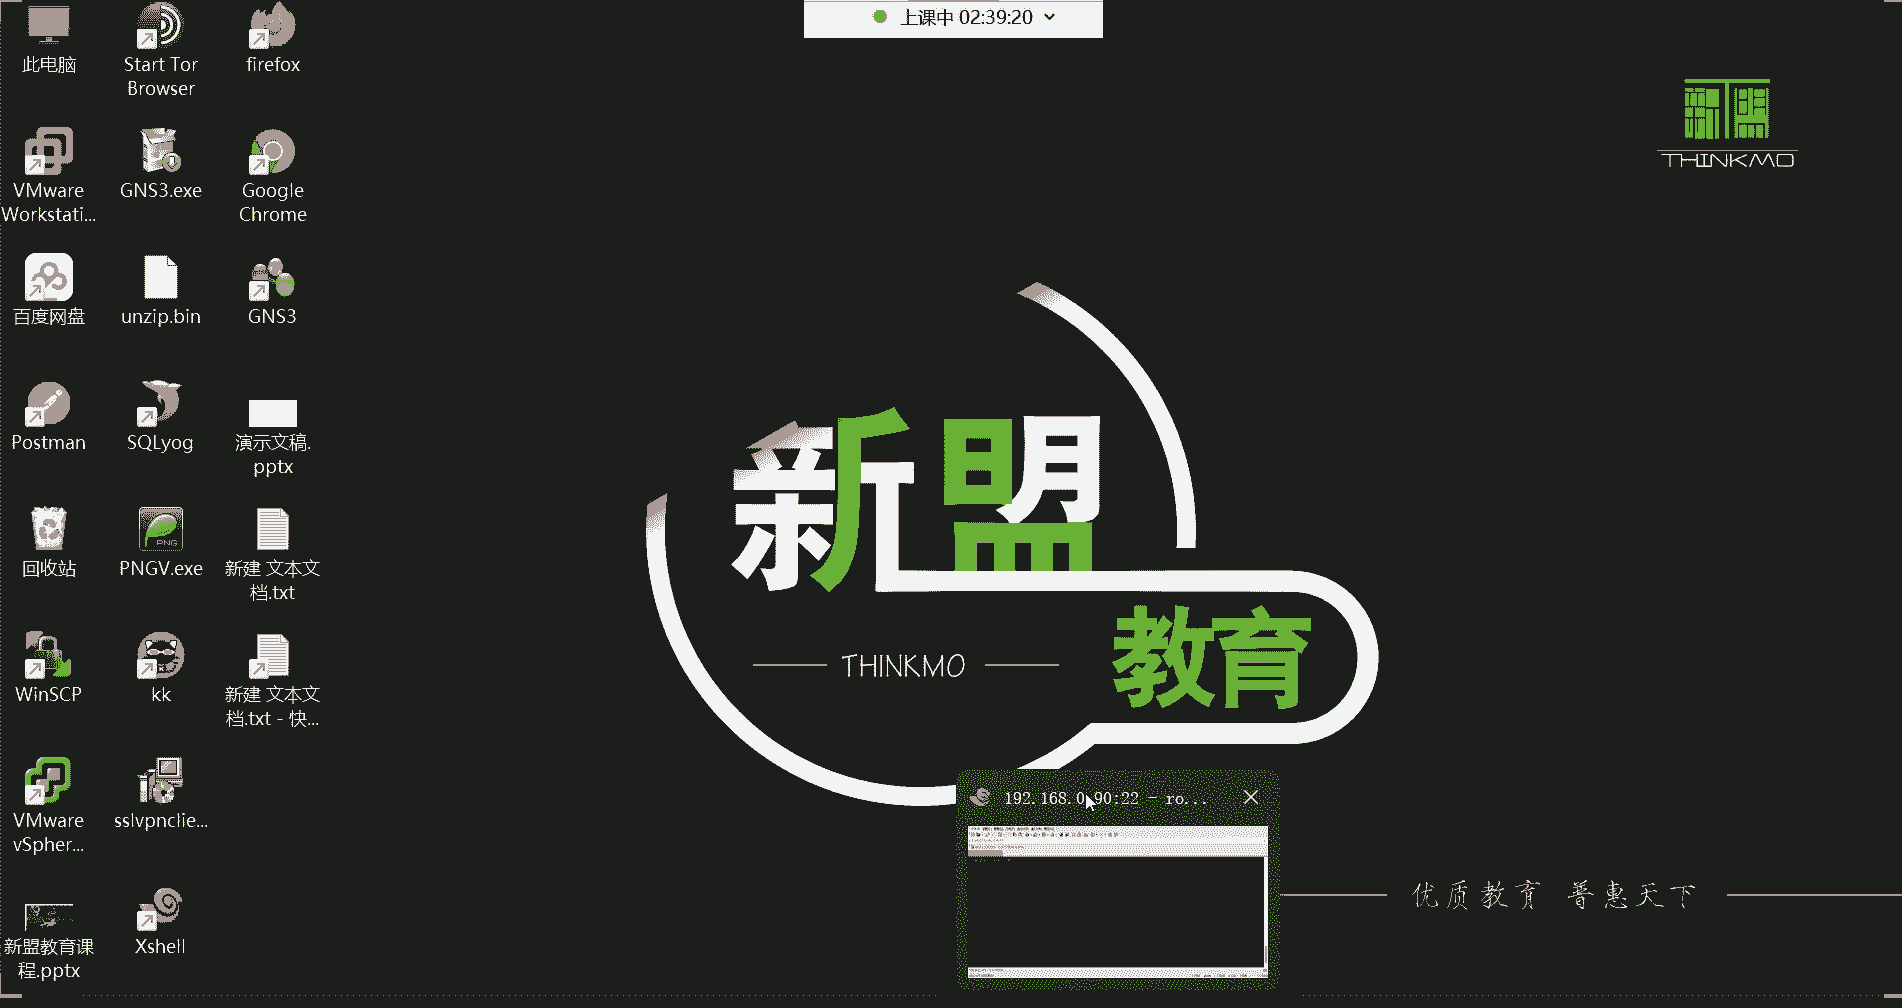 上课中 02:39:20
此电脑
Start Tor
Browser
firefox
THINKMO
VMware
Workstati...
GNS3.exe
Google
Chrome
百度网盘
unzip.bin
GNS3
Postman
SQLyog
演示文稿.
pptx
新盟
教育
THINKMO
回收站
PNG
PNGV.exe
新建 文本文
档.txt
WinSCP
kk
新建 文本文
档.txt - 快...
VMware
vSpher...
sslvpnclie...
192.168.0.90:22 - ro...
优质教育 普惠天下
新盟教育课
程.pptx
Xshell